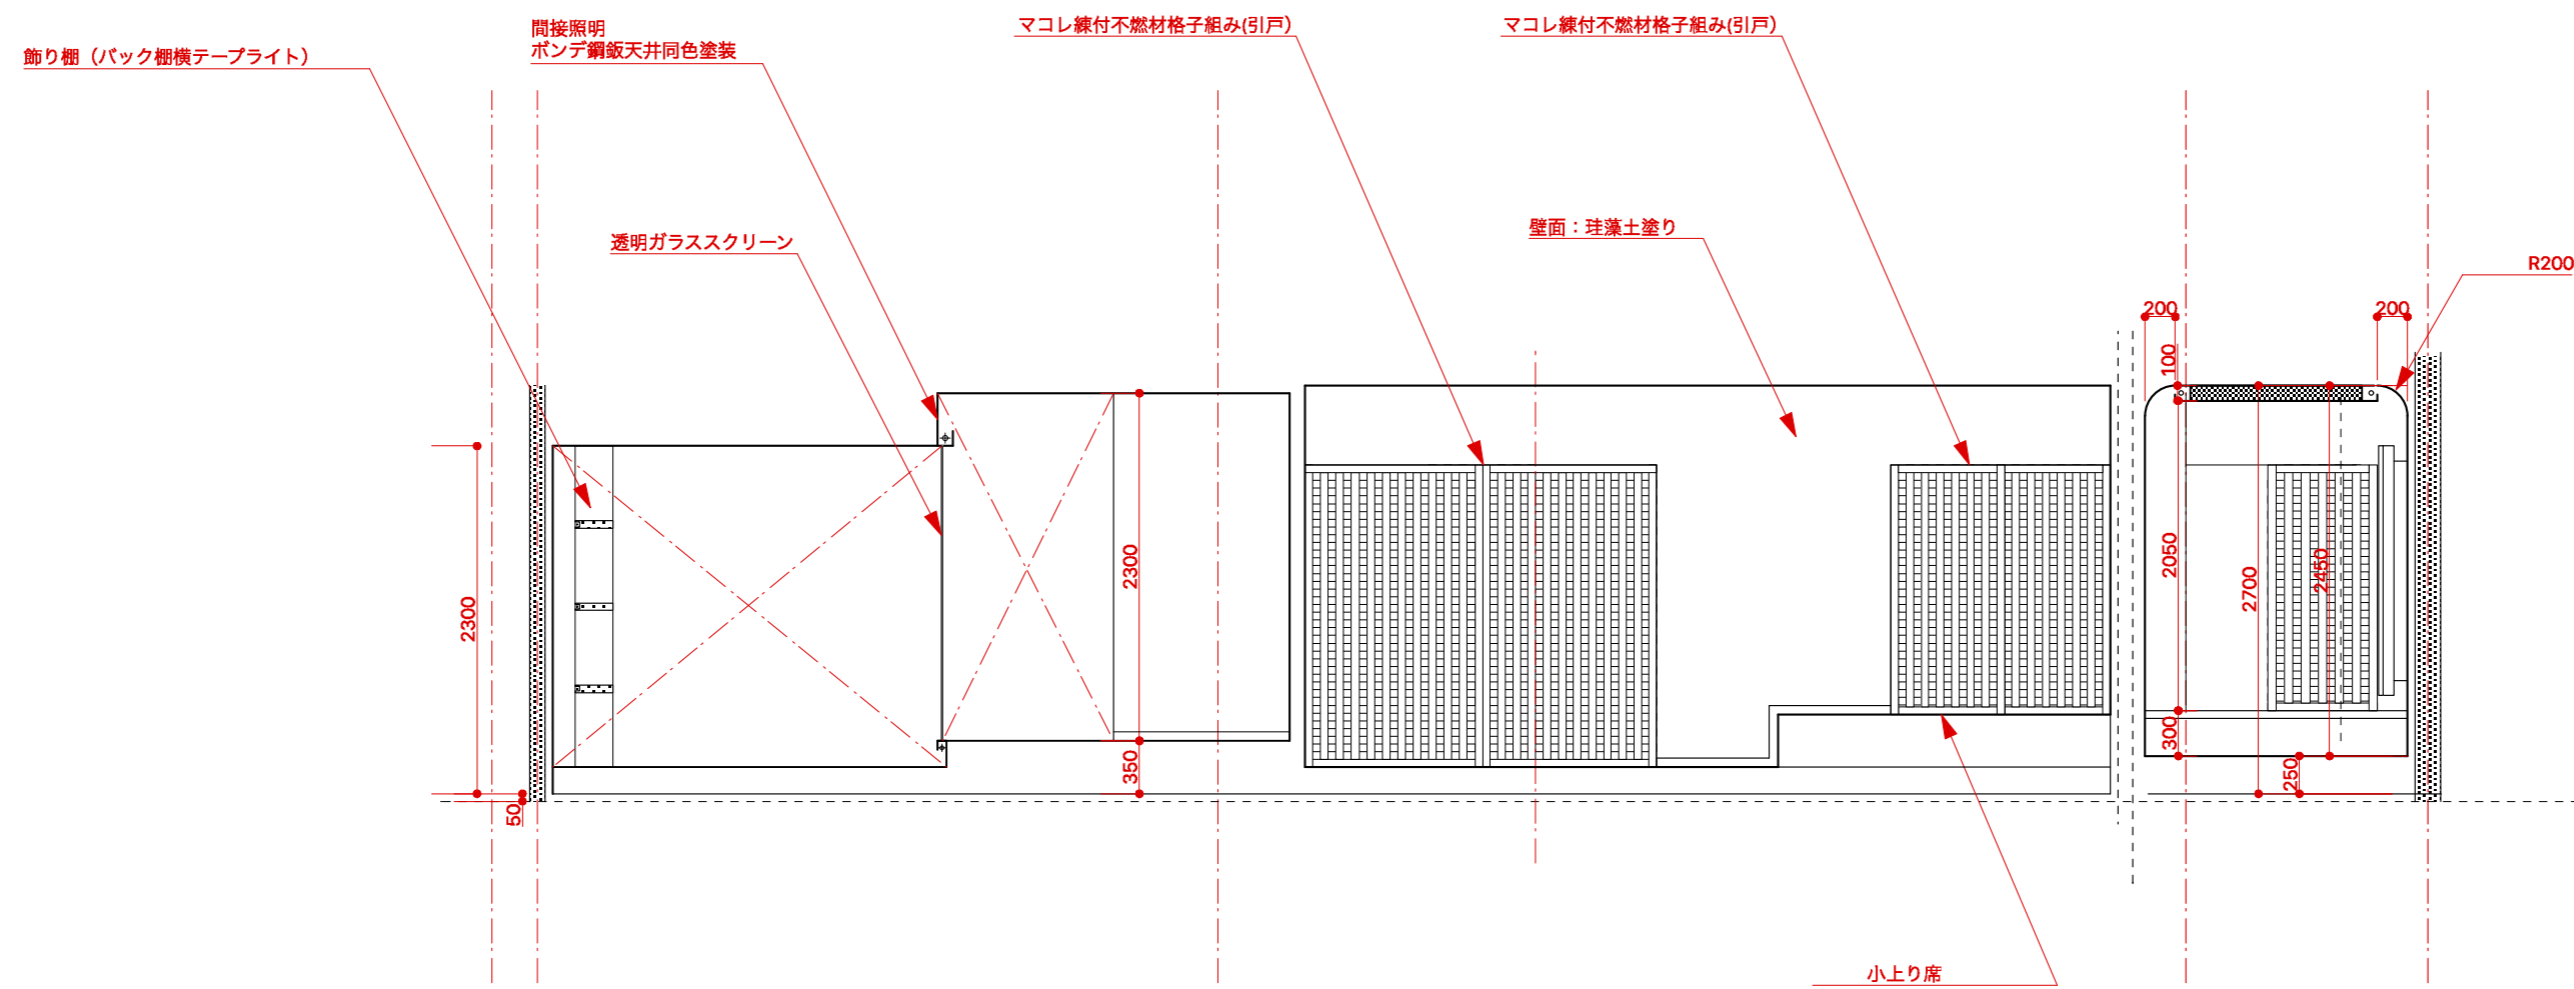 飾り棚（バック棚横テープライト）
間接照明
ボンデ鋼鈑天井同色塗装
マコレ練付不燃材格子組み(引戸）
マコレ練付不燃材格子組み(引戸）
透明ガラススクリーン
壁面：珪藻土塗り
R200
200
200
100
2300
2300
2050
2700
2450
350
300
250
50
小上り席